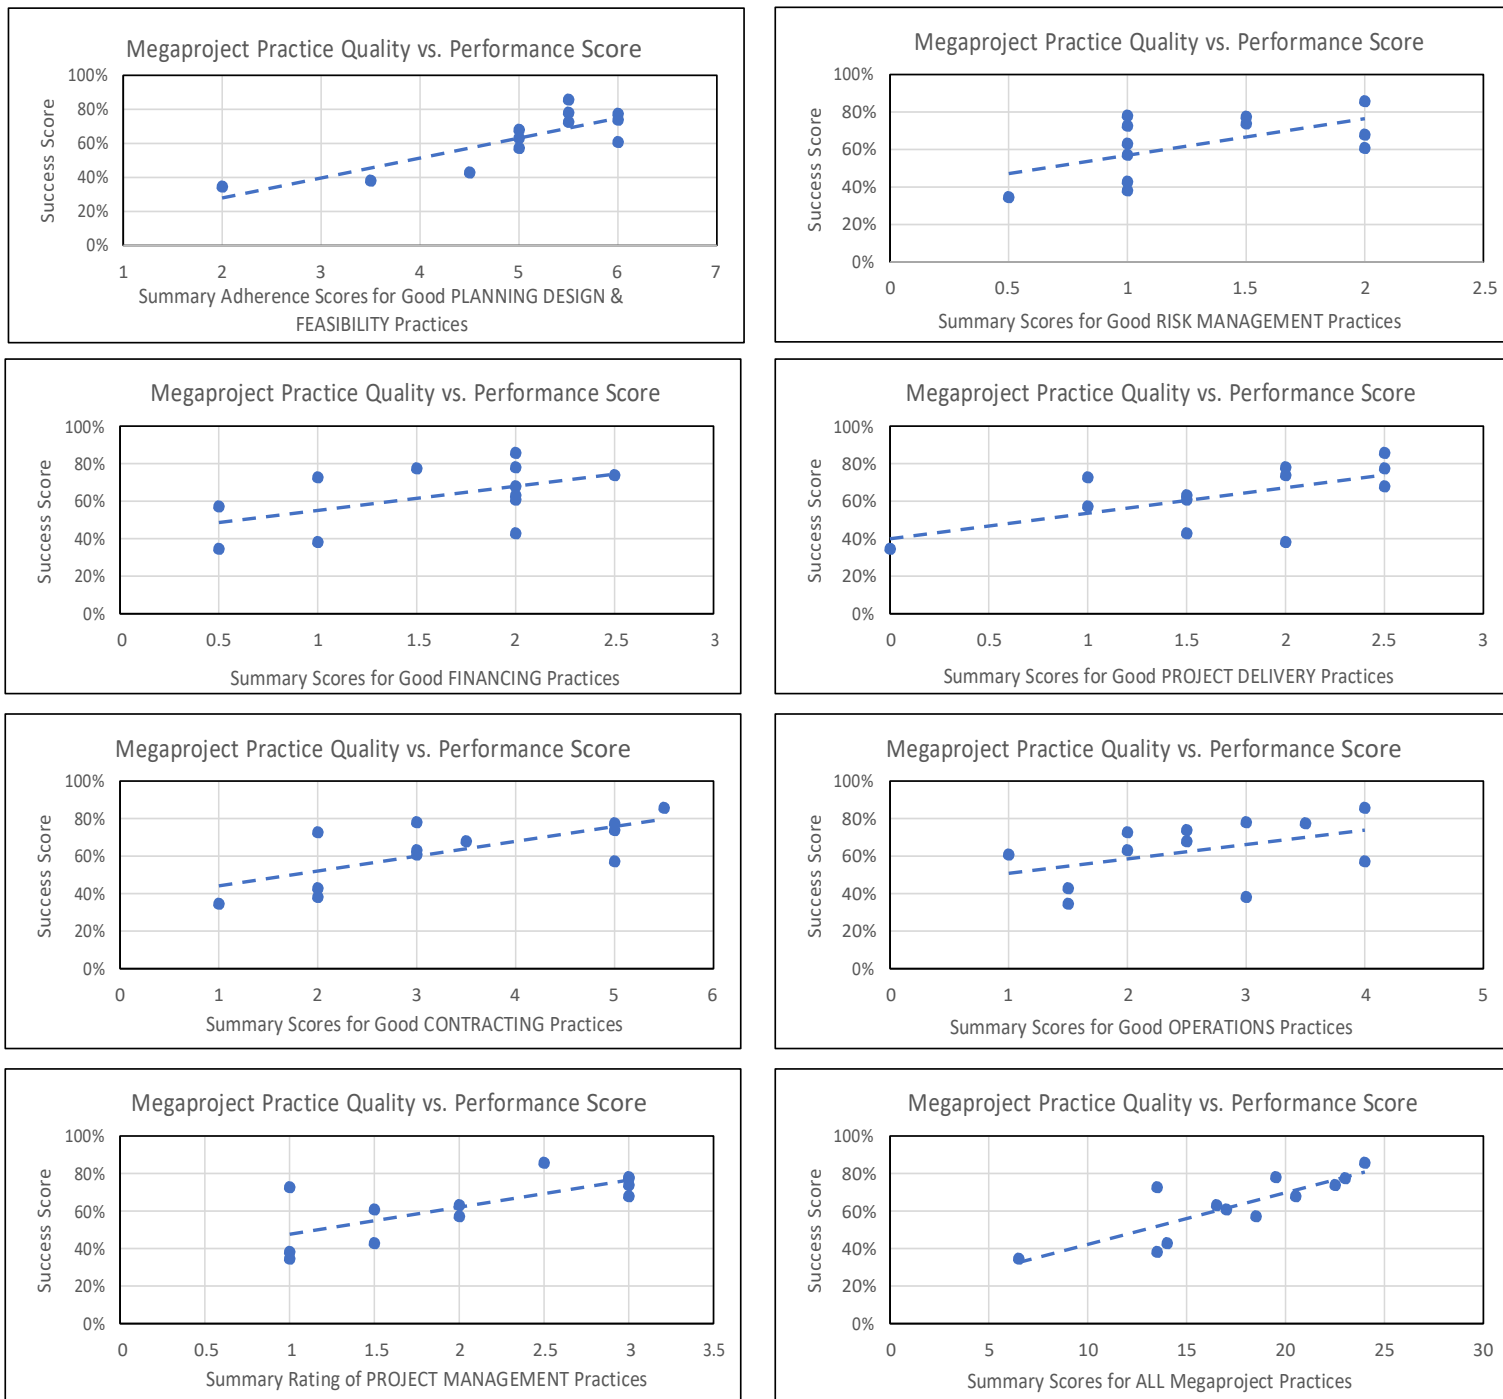 Megaproject Practice Quality vs. Performance Score
Success Score
100%
80%
60%
40%
20%
0%
1 2 3 4 5 6 7
Summary Adherence Scores for Good PLANNING DESIGN &
FEASIBILITY Practices
Megaproject Practice Quality vs. Performance Score
Success Score
100%
80%
60%
40%
20%
0%
0 0.5 1 1.5 2 2.5
Summary Scores for Good RISK MANAGEMENT Practices
Megaproject Practice Quality vs. Performance Score
Success Score
100%
80%
60%
40%
20%
0%
0 0.5 1 1.5 2 2.5 3
Summary Scores for Good FINANCING Practices
Megaproject Practice Quality vs. Performance Score
Success Score
100%
80%
60%
40%
20%
0%
0 0.5 1 1.5 2 2.5 3
Summary Scores for Good PROJECT DELIVERY Practices
Megaproject Practice Quality vs. Performance Score
Success Score
100%
80%
60%
40%
20%
0%
0 1 2 3 4 5 6
Summary Scores for Good CONTRACTING Practices
Megaproject Practice Quality vs. Performance Score
Success Score
100%
80%
60%
40%
20%
0%
0 1 2 3 4 5
Summary Scores for Good OPERATIONS Practices
Megaproject Practice Quality vs. Performance Score
Success Score
100%
80%
60%
40%
20%
0%
0 0.5 1 1.5 2 2.5 3 3.5
Summary Rating of PROJECT MANAGEMENT Practices
Megaproject Practice Quality vs. Performance Score
Success Score
100%
80%
60%
40%
20%
0%
0 5 10 15 20 25 30
Summary Scores for ALL Megaproject Practices